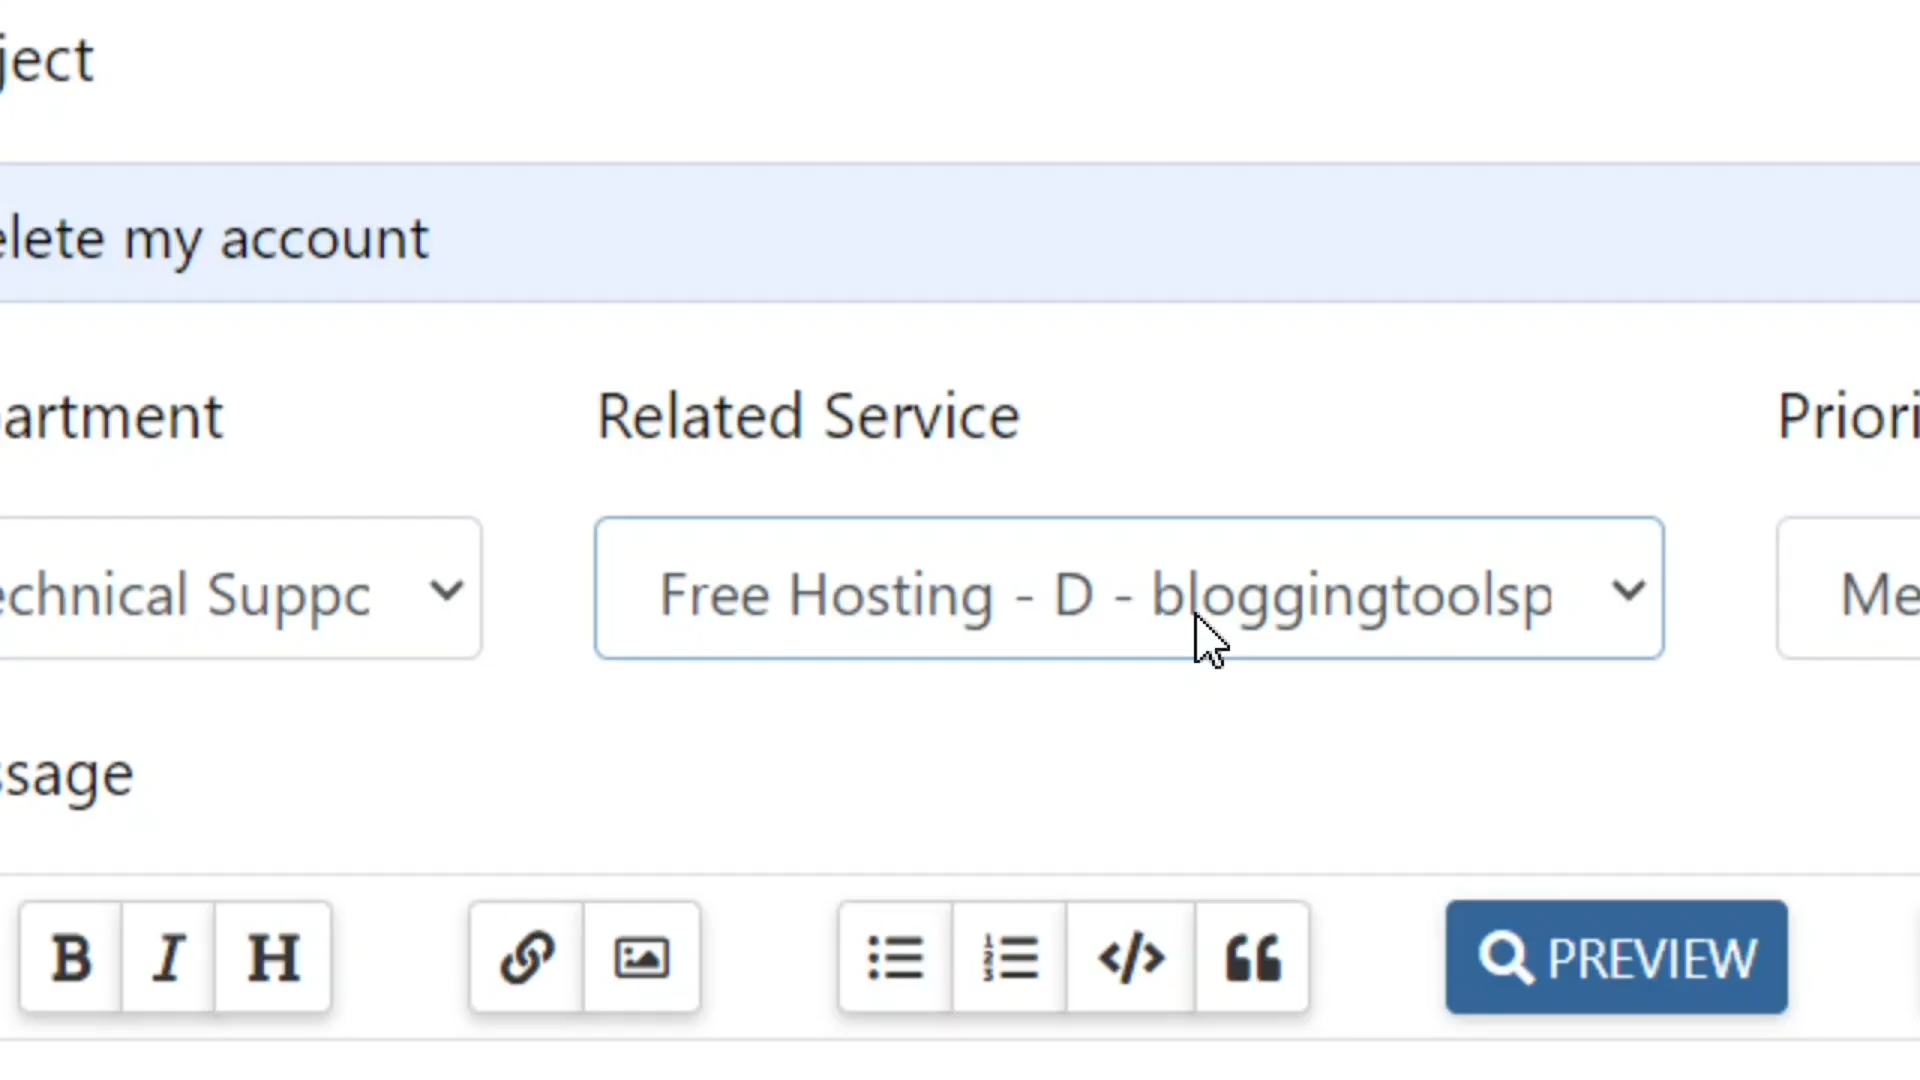 ject
elete my account
artment Related Service Priori
echnical Suppc Free Hosting - D - bloggingtoolsp Me
ssage
B I H PREVIEW